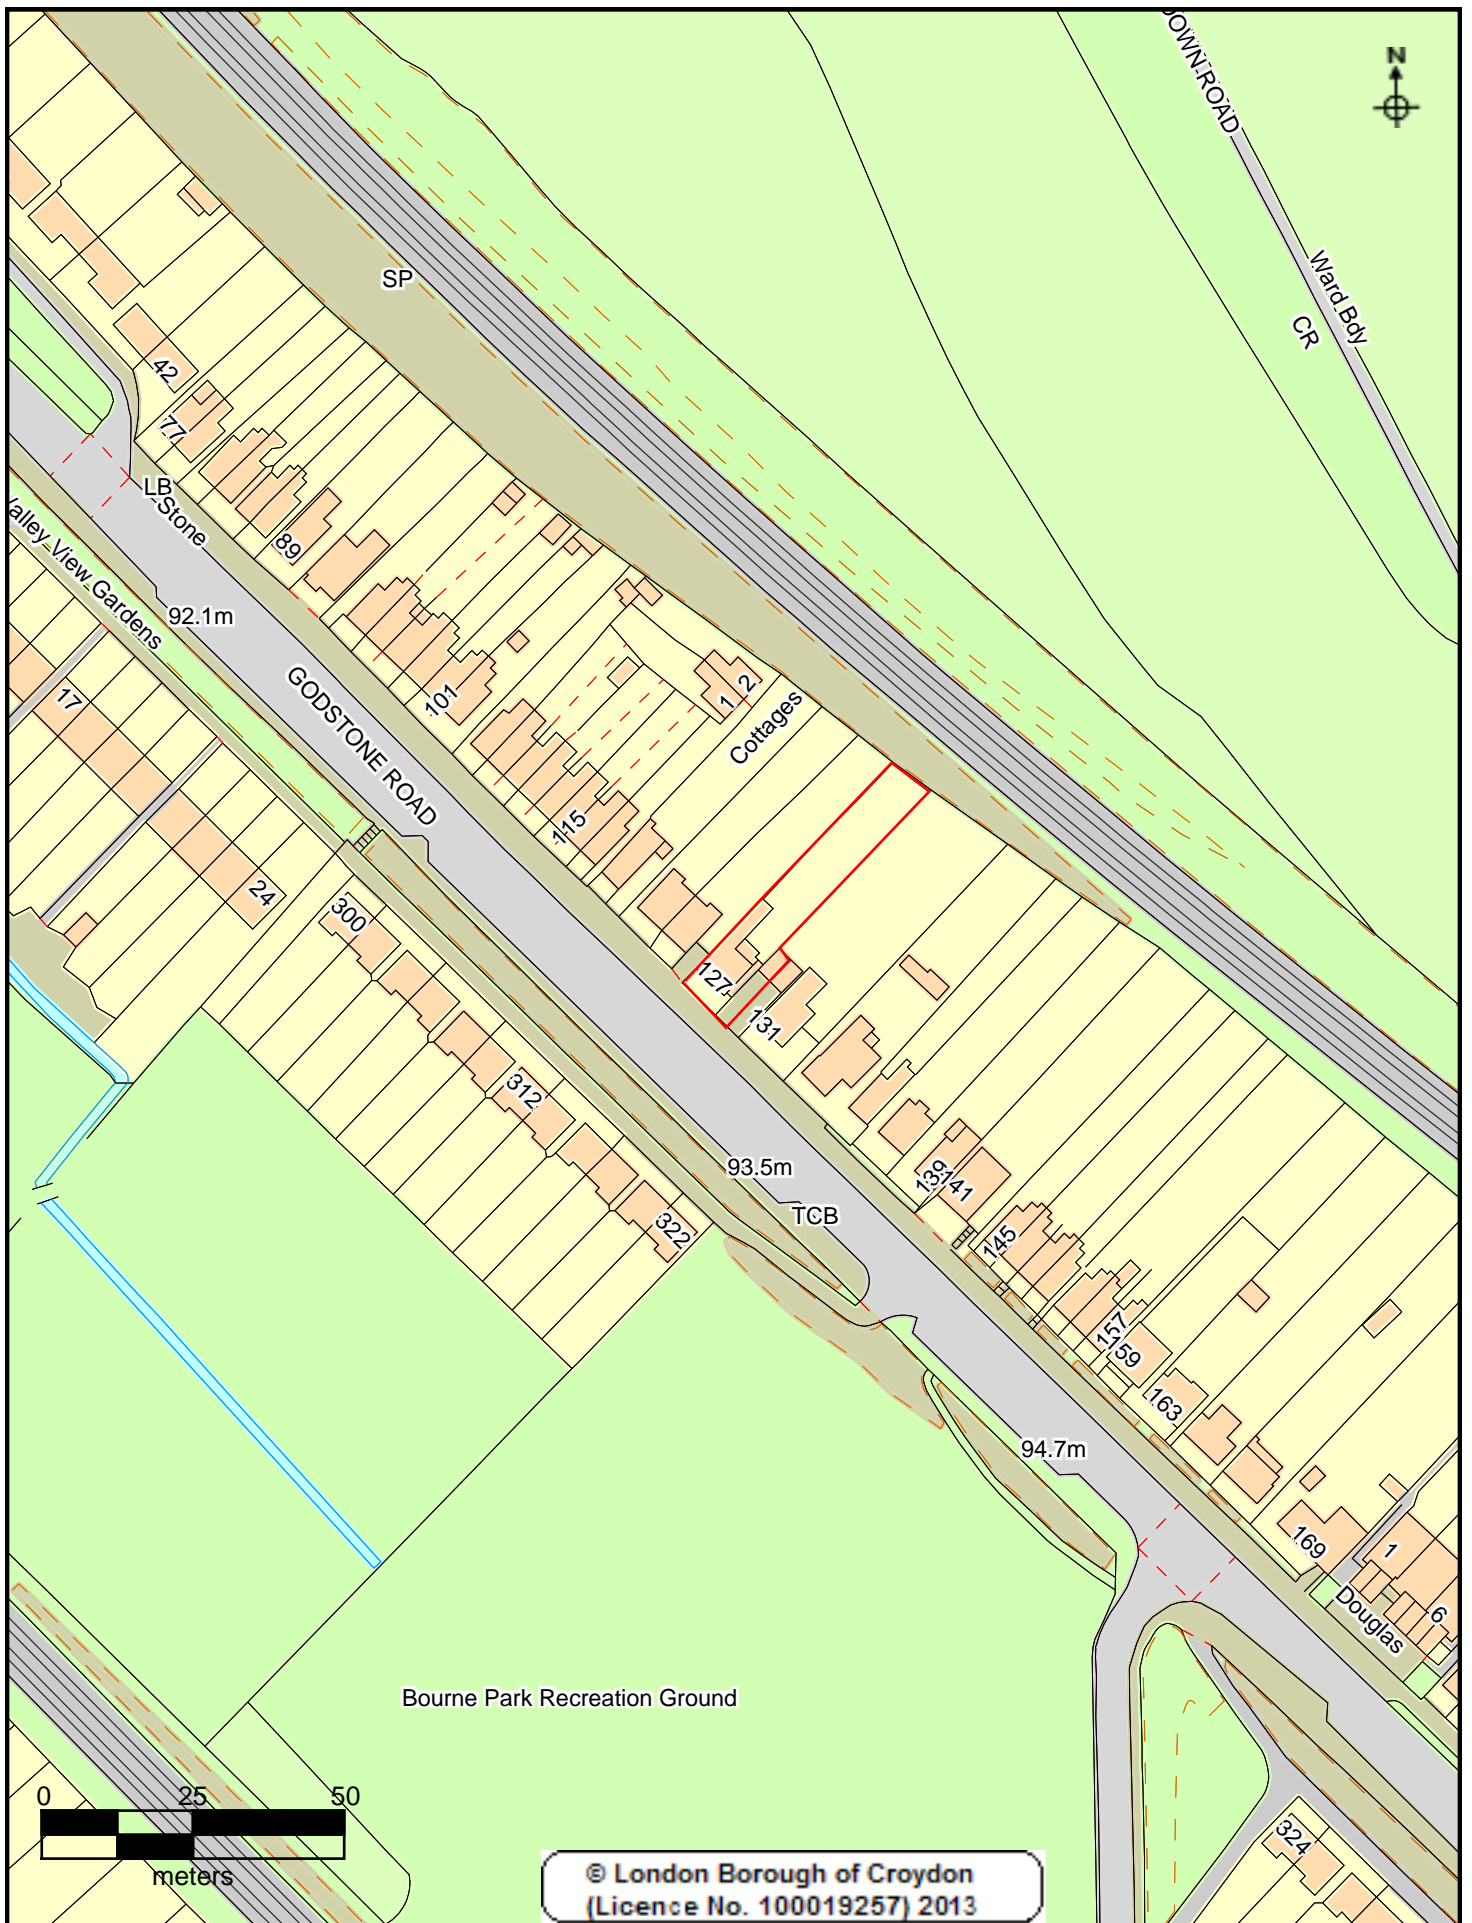 DOWN ROAD
N
Ward Bdy
CR
SP
42
77
LB
Stone
89
alley View Gardens
92.1m
17
GODSTONE ROAD
101
1
2
Cottages
115
24
300
127
131
312
139
141
93.5m
TCB
322
145
157
159
163
94.7m
169
1
6
Douglas
Bourne Park Recreation Ground
0 25 50
meters
324
© London Borough of Croydon
(Licence No. 100019257) 2013